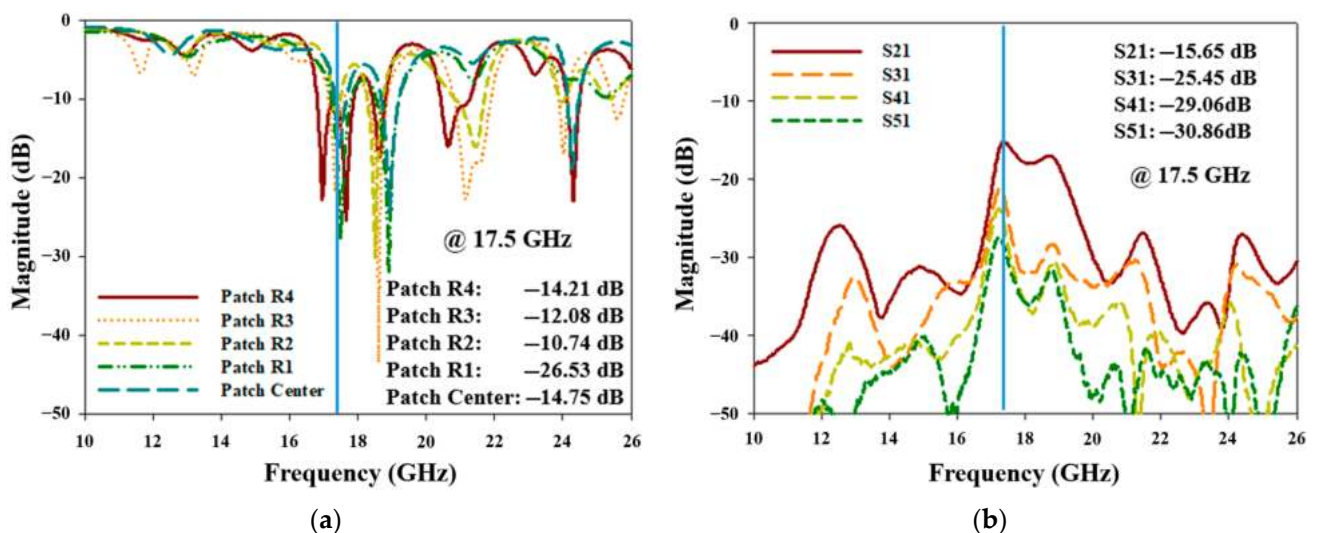 0
−10
−20
−30
−40
−50
Magnitude (dB)
@ 17.5 GHz
Patch R4
Patch R3
Patch R2
Patch R1
Patch Center
Patch R4: −14.21 dB
Patch R3: −12.08 dB
Patch R2: −10.74 dB
Patch R1: −26.53 dB
Patch Center: −14.75 dB
10 12 14 16 18 20 22 24 26
Frequency (GHz)
(a)
0
−10
−20
−30
−40
−50
Magnitude (dB)
S21
S31
S41
S51
S21: −15.65 dB
S31: −25.45 dB
S41: −29.06dB
S51: −30.86dB
@ 17.5 GHz
10 12 14 16 18 20 22 24 26
Frequency (GHz)
(b)